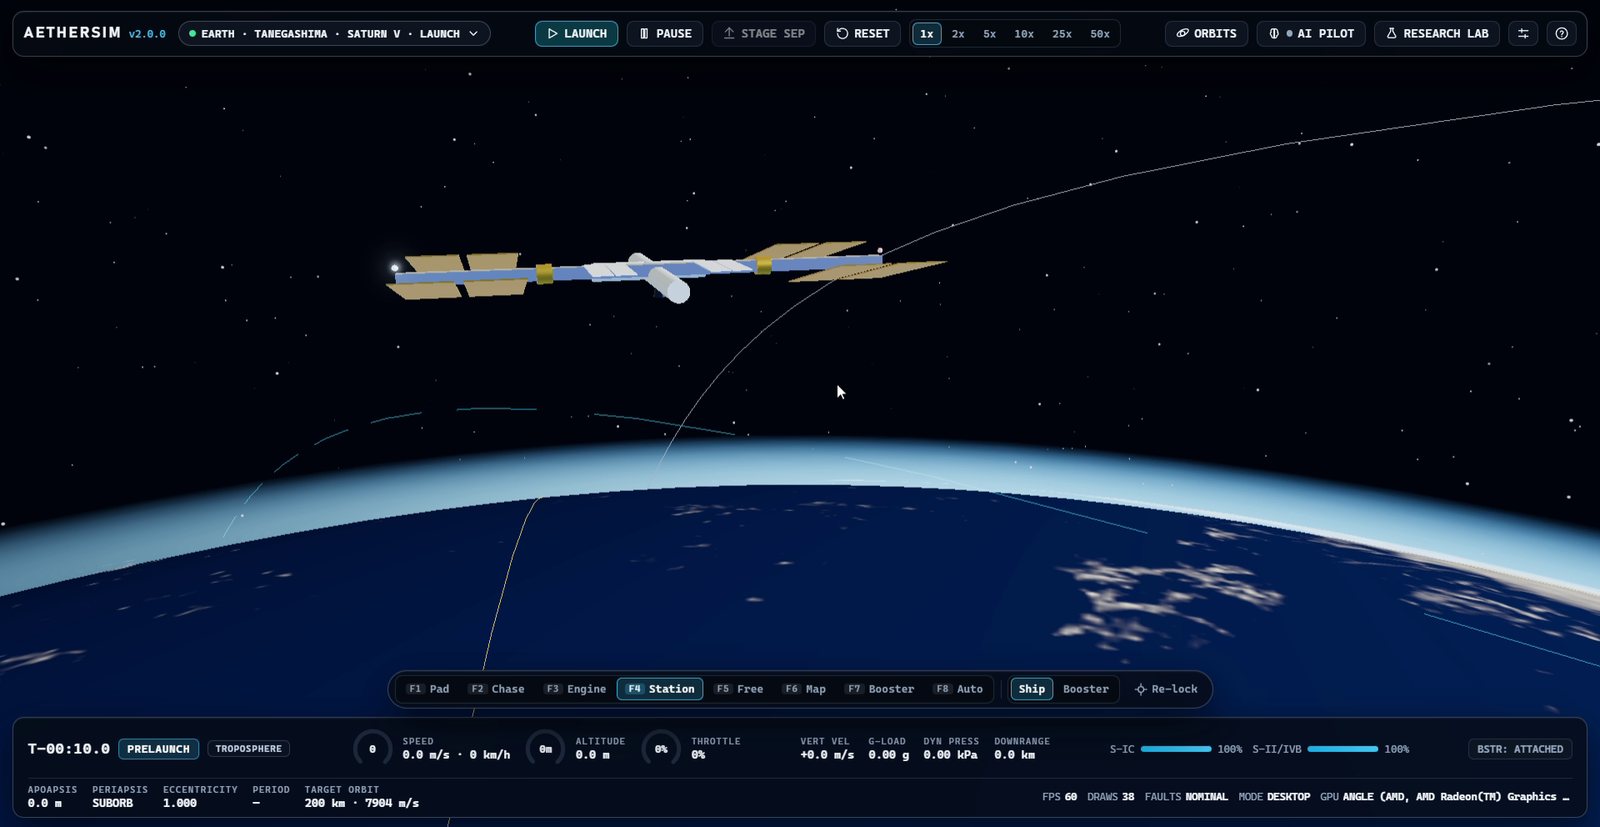 AETHERSIM v2.0.0 EARTH · TANEGASHIMA · SATURN V · LAUNCH LAUNCH PAUSE STAGE SEP RESET 1x 2x 5x 10x 25x 50x ORBITS AI PILOT RESEARCH LAB
F1 Pad F2 Chase F3 Engine F4 Station F5 Free F6 Map F7 Booster F8 Auto Ship Booster Re-lock
T−00:10.0 PRELAUNCH TROPOSPHERE
0 SPEED
0.0 m/s · 0 km/h
0m ALTITUDE
0.0 m
0% THROTTLE
0%
VERT VEL G-LOAD DYN PRESS DOWNRANGE
+0.0 m/s 0.00 g 0.00 kPa 0.0 km
S-IC 100% S-II/IVB 100%
BSTR: ATTACHED
APOAPSIS PERIAPSIS ECCENTRICITY PERIOD TARGET ORBIT
0.0 m SUBORB 1.000 — 200 km · 7904 m/s
FPS 60 DRAWS 38 FAULTS NOMINAL MODE DESKTOP GPU ANGLE (AMD, AMD Radeon(TM) Graphics …